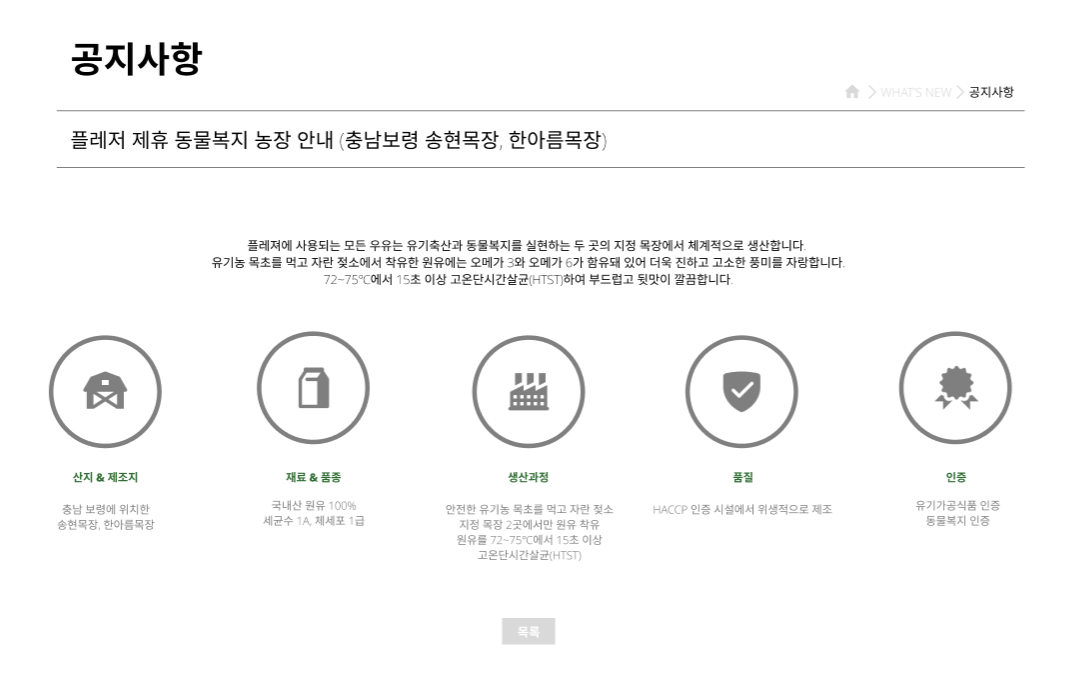 공지사항
WHAT'S NEW
공지사항
플레저 제휴 동물복지 농장 안내 (충남보령 송현목장, 한아름목장)
플레져에 사용되는 모든 우유는 유기축산과 동물복지를 실현하는 두 곳의 지정 목장에서 체계적으로 생산합니다.
유기농 목초를 먹고 자란 젖소에서 착유한 원유에는 오메가 3와 오메가 6가 함유돼 있어 더욱 진하고 고소한 풍미를 자랑합니다.
72~75℃에서 15초 이상 고온단시간살균(HTST)하여 부드럽고 뒷맛이 깔끔합니다.
산지 & 제조지
충남 보령에 위치한
송현목장, 한아름목장
재료 & 품종
국내산 원유 100%
세균수 1A, 체세포 1급
생산과정
안전한 유기농 목초를 먹고 자란 젖소
지정 목장 2곳에서만 원유 착유
원유를 72~75℃에서 15초 이상
고온단시간살균(HTST)
품질
HACCP 인증 시설에서 위생적으로 제조
인증
유기가공식품 인증
동물복지 인증
목록